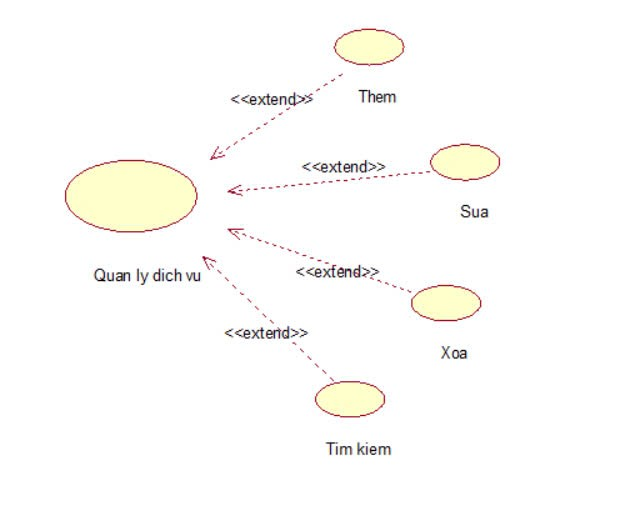 <<extend>>
Them
<<extend>>
Sua
Quan ly dich vu
<<extend>>
Xoa
<<extend>>
Tim kiem